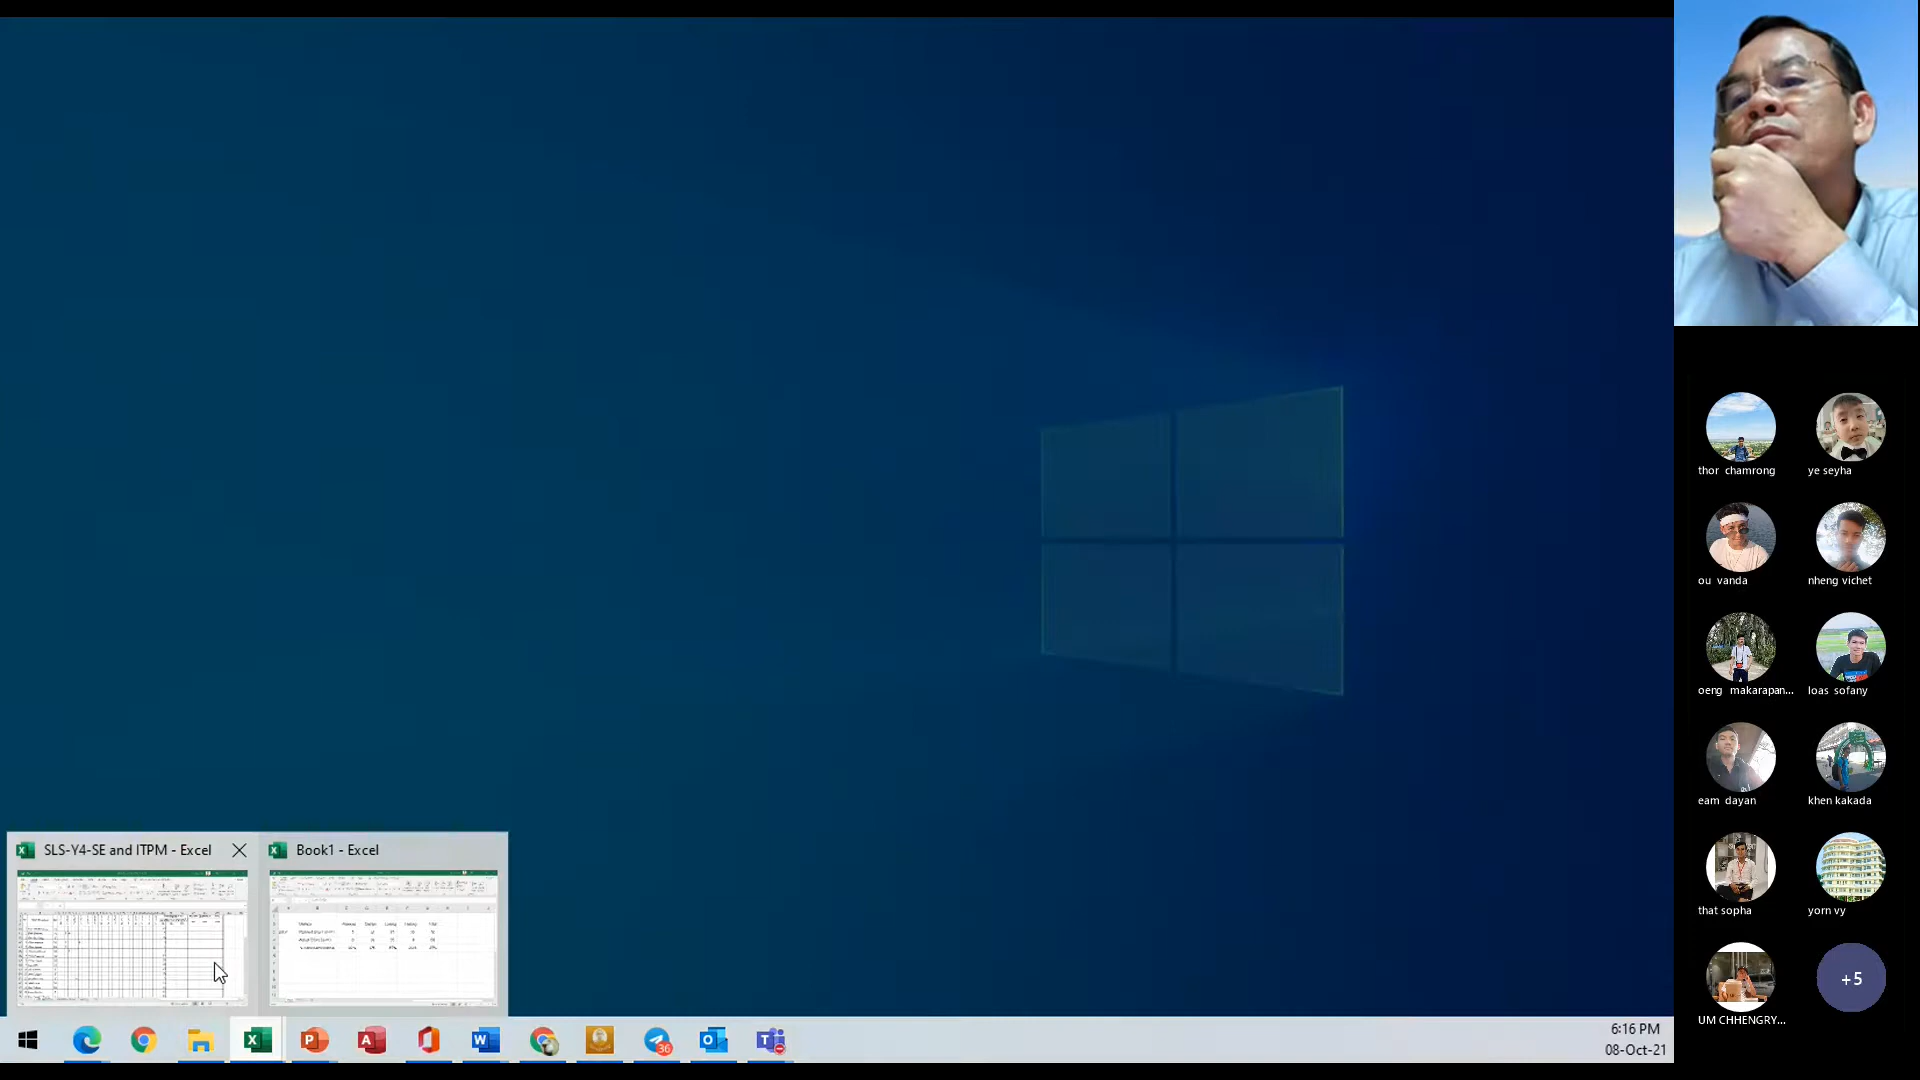 SLS-Y4-SE and ITPM - Excel
Book1 - Excel
36
6:16 PM
08-Oct-21
thor chamrong
ye seyha
ou vanda
nheng vichet
oeng makarapan...
loas sofany
eam dayan
khen kakada
that sopha
yorn vy
UM CHHENGRY...
+5